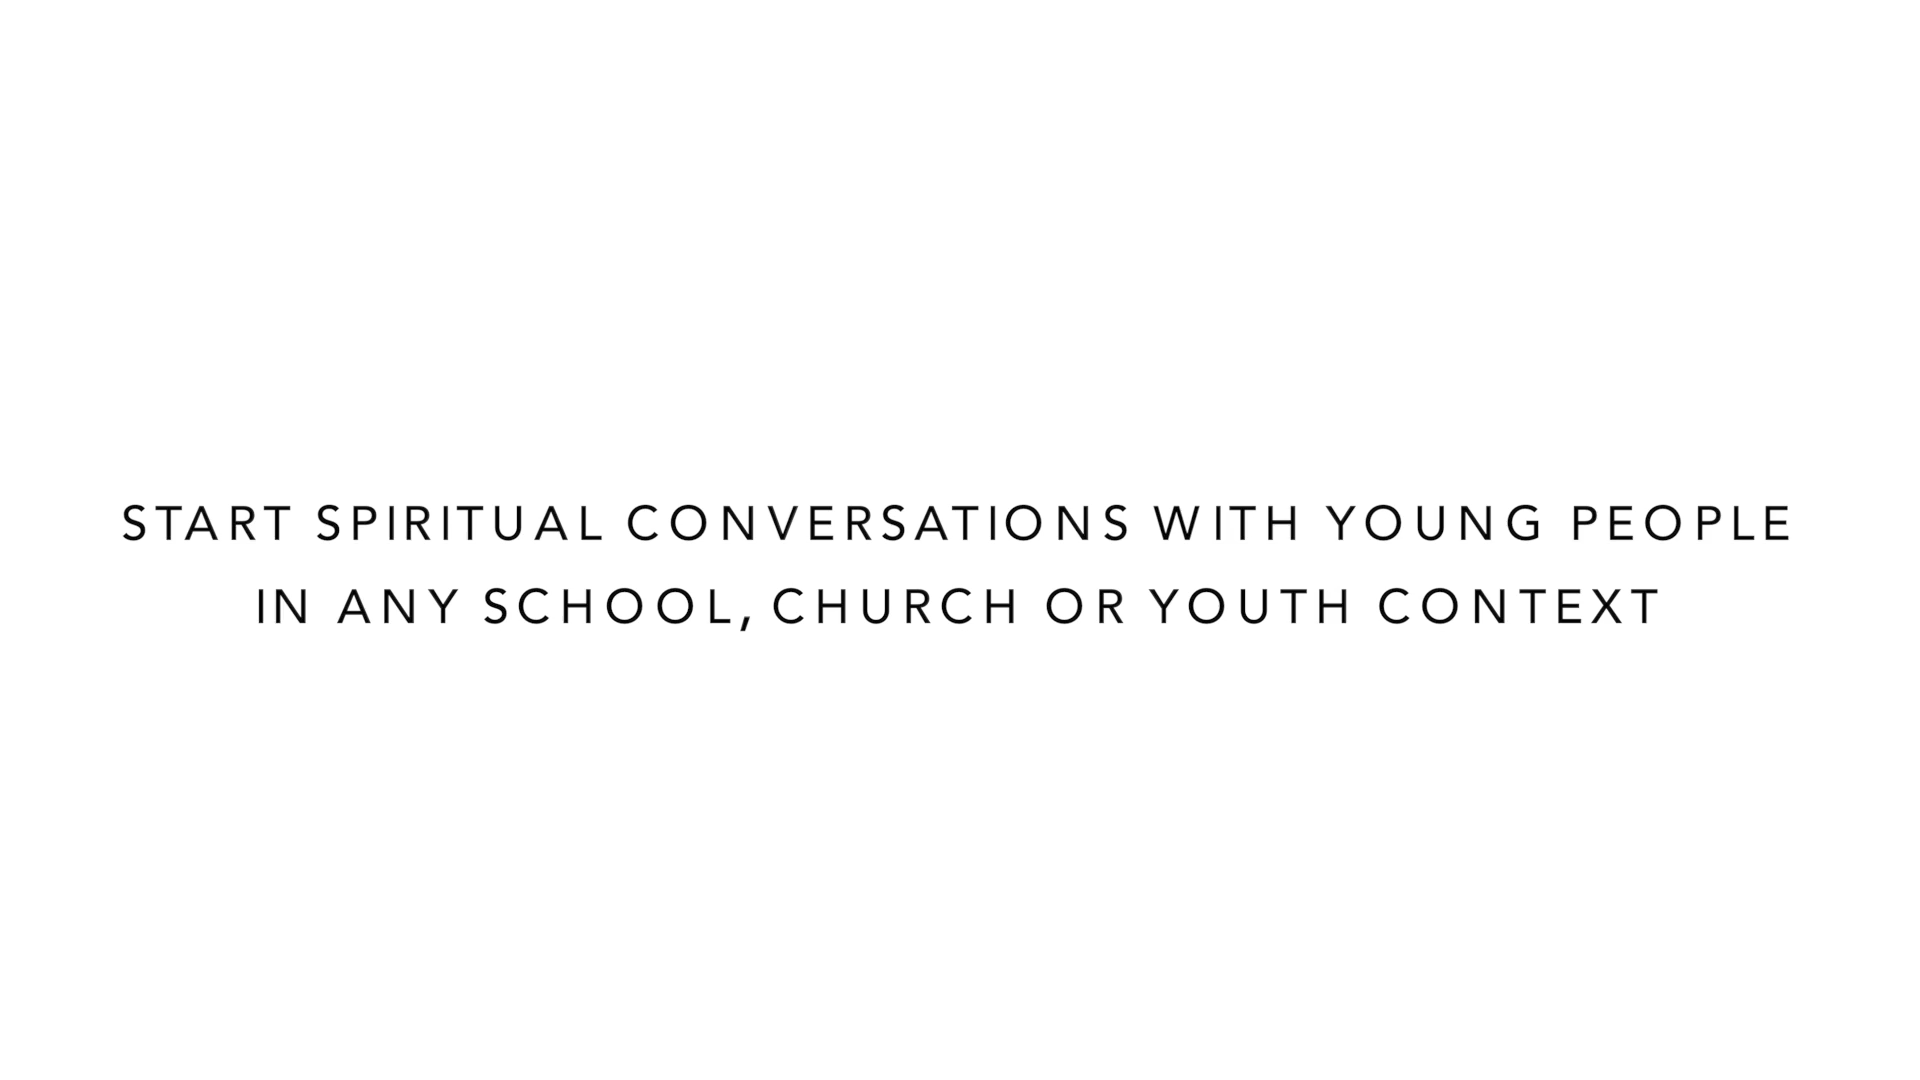 START SPIRITUAL CONVERSATIONS WITH YOUNG PEOPLE
IN ANY SCHOOL, CHURCH OR YOUTH CONTEXT